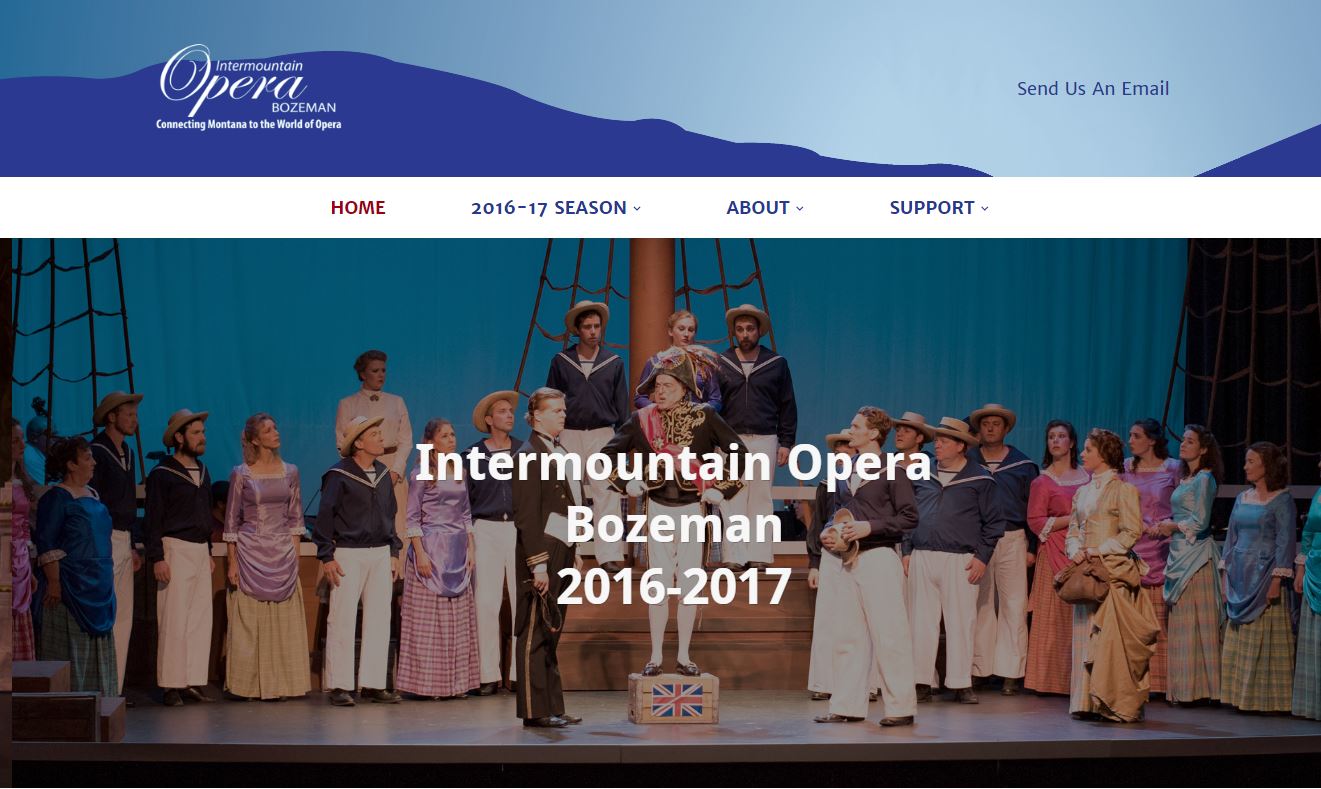 Intermountain
Opera
BOZEMAN
Connecting Montana to the World of Opera
Send Us An Email
HOME
2016-17 SEASON
ABOUT
SUPPORT
Intermountain Opera
Bozeman
2016-2017